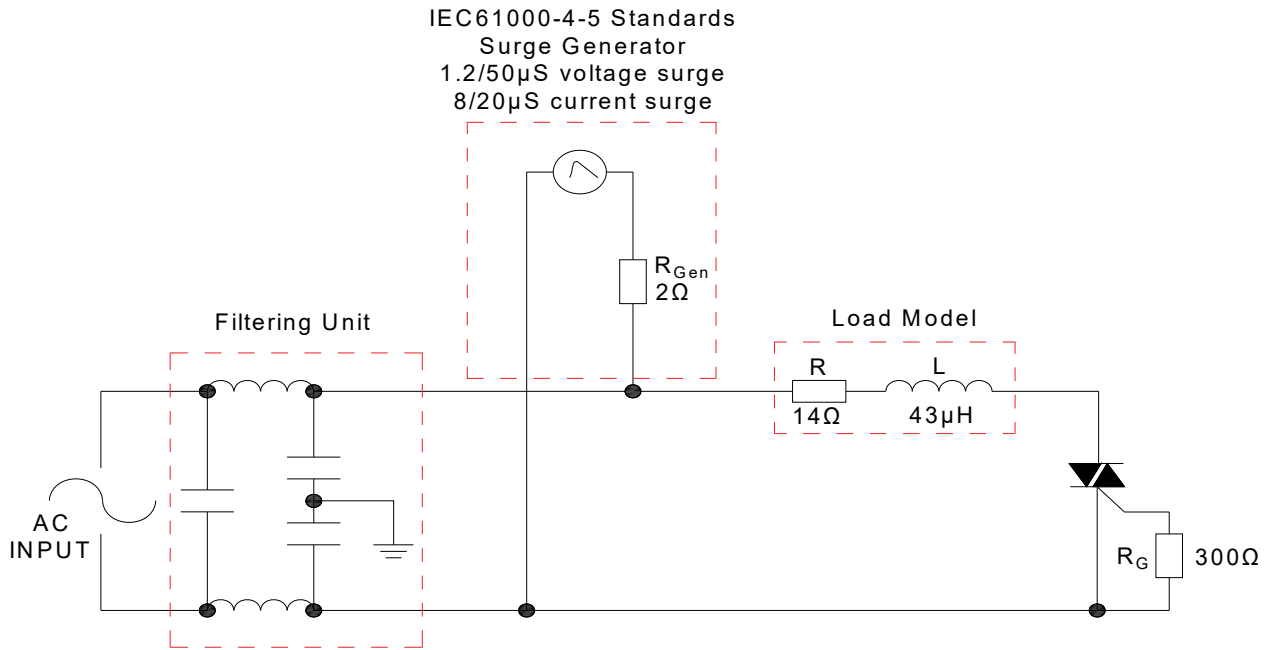 IEC61000-4-5 Standards
Surge Generator
1.2/50μS voltage surge
8/20μS current surge
R_Gen
2Ω
Filtering Unit
Load Model
R
L
14Ω
43μH
AC
INPUT
R_G
300Ω